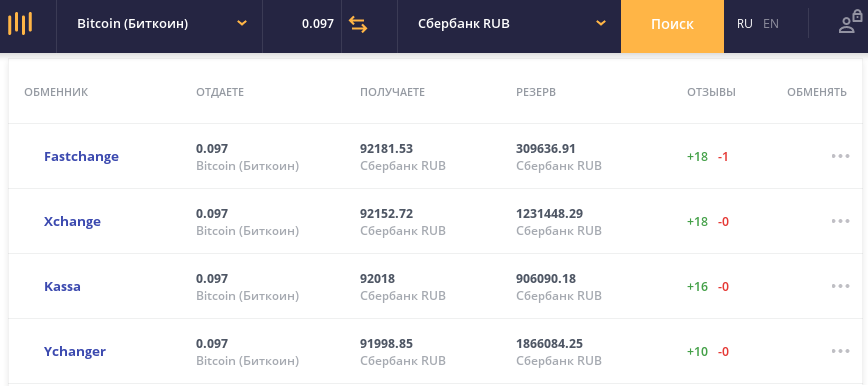 Bitcoin (Биткоин) 0.097 Сбербанк RUB Поиск RU EN
ОБМЕННИК ОТДАЕТЕ ПОЛУЧАЕТЕ РЕЗЕРВ ОТЗЫВЫ ОБМЕНЯТЬ
Fastchange 0.097 92181.53 309636.91 +18 -1
Bitcoin (Биткоин) Сбербанк RUB Сбербанк RUB
Xchange 0.097 92152.72 1231448.29 +18 -0
Bitcoin (Биткоин) Сбербанк RUB Сбербанк RUB
Kassa 0.097 92018 906090.18 +16 -0
Bitcoin (Биткоин) Сбербанк RUB Сбербанк RUB
Ychanger 0.097 91998.85 1866084.25 +10 -0
Bitcoin (Биткоин) Сбербанк RUB Сбербанк RUB